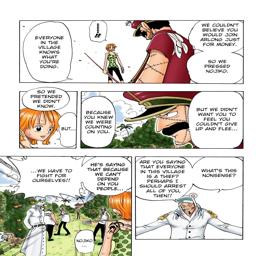 WE COULDN'T
BELIEVE YOU
WOULD JOIN
ARLONG JUST
FOR MONEY.
SO WE
PRESSED
NOJIKO.
EVERYONE
IN THE
VILLAGE
KNOWS
WHAT
YOU'RE
DOING.
BUT WE DIDN'T
WANT YOU TO
FEEL YOU
COULDN'T GIVE
UP AND FLEE...
BECAUSE YOU
KNEW WE
WERE
COUNTING
ON YOU.
SO WE
PRETENDED
WE DIDN'T
KNOW.
BUT...
WHAT'S THIS
NONSENSE?
ARE YOU SAYING
THAT EVERYONE
IN THIS VILLAGE
IS A THIEF? PERHAPS
I SHOULD ARREST
ALL OF YOU,
THEN!!
HE'S SAYING
THAT BECAUSE
WE CAN'T
DEPEND
ON YOU
PEOPLE...
...WE HAVE TO
FIGHT FOR
OURSELVES!!
NOJIKO...